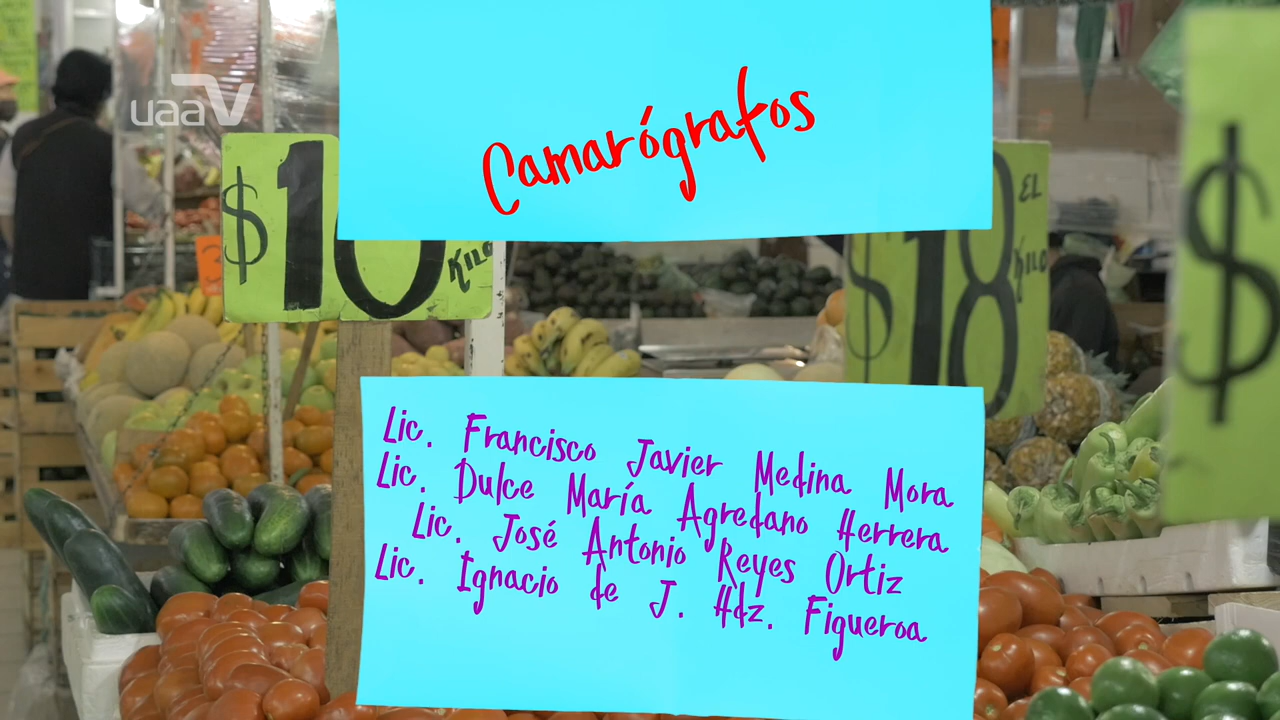 uaaV
Camarógrafos
$10
Kilo
$18
EL
Kilo
$
Lic. Francisco Javier Medina Mora
Lic. Dulce María Agredano Herrera
Lic. José Antonio Reyes Ortiz
Lic. Ignacio de J. Hdz. Figueroa